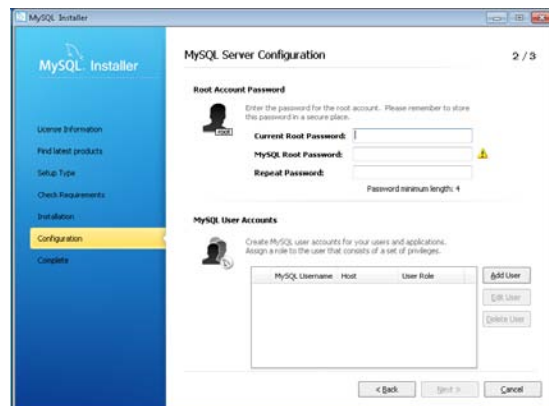 MySQL Installer
MySQL Installer
MySQL Server Configuration
2 / 3
License Information
Find latest products
Setup Type
Check Requirements
Installation
Configuration
Complete
Root Account Password
Enter the password for the root account. Please remember to store
this password in a secure place.
root
Current Root Password:
MySQL Root Password:
Repeat Password:
Password minimum length: 4
MySQL User Accounts
Create MySQL user accounts for your users and applications.
Assign a role to the user that consists of a set of privileges.
MySQL Username Host User Role
Add User
Edit User
Delete User
< Back
Next >
Cancel